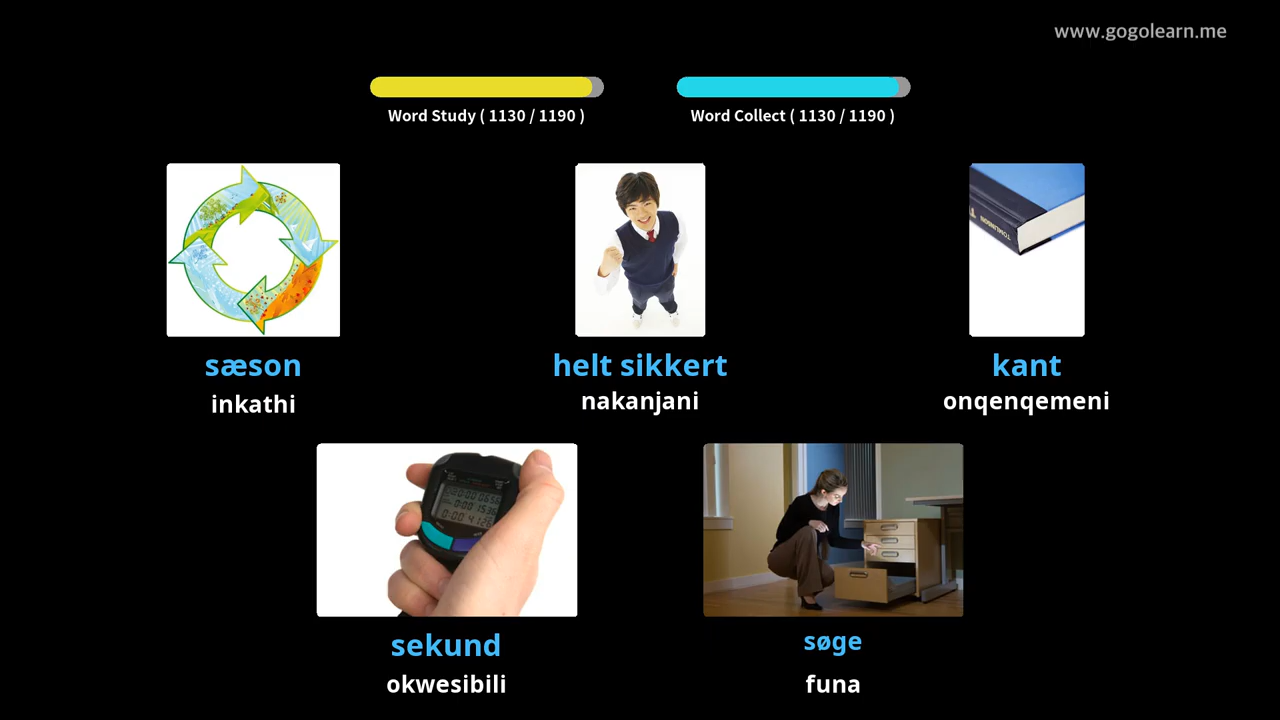 www.gogolearn.me
Word Study ( 1130 / 1190 )
Word Collect ( 1130 / 1190 )
TOMLINSON
sæson
helt sikkert
kant
inkathi
nakanjani
onqenqemeni
sekund
søge
okwesibili
funa